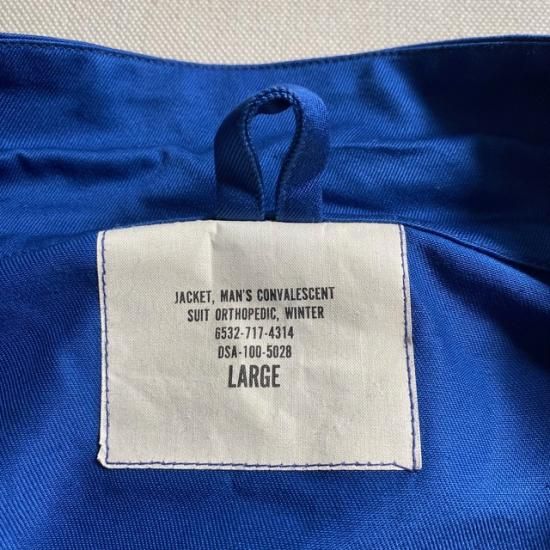 JACKET, MAN'S CONVALESCENT
SUIT ORTHOPEDIC, WINTER
6532-717-4314
DSA-100-5028
LARGE